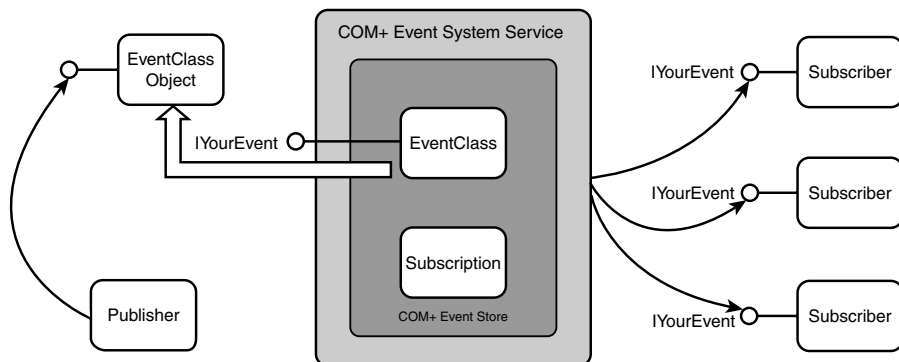 COM+ Event System Service
EventClass
Object
IYourEvent
EventClass
Subscription
COM+ Event Store
Publisher
IYourEvent
Subscriber
IYourEvent
Subscriber
IYourEvent
Subscriber